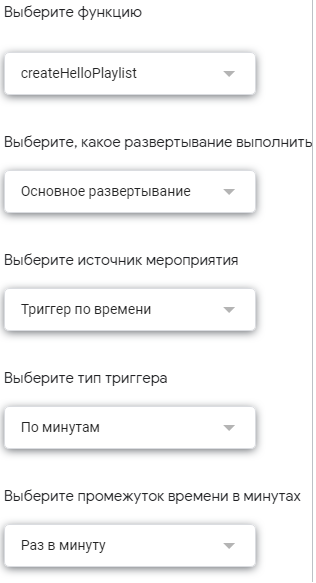 Выберите функцию
createHelloPlaylist
Выберите, какое развертывание выполнить
Основное развертывание
Выберите источник мероприятия
Триггер по времени
Выберите тип триггера
По минутам
Выберите промежуток времени в минутах
Раз в минуту